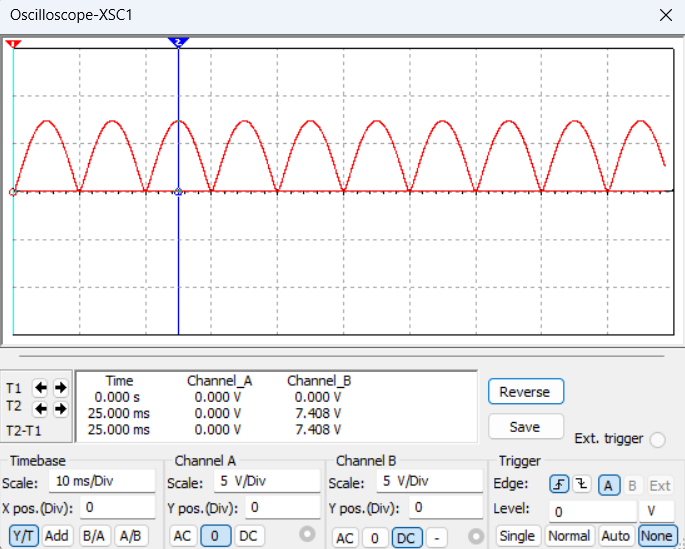 Oscilloscope-XSC1
1
2
Time Channel_A Channel_B
T1 0.000 s 0.000 V 0.000 V
T2 25.000 ms 0.000 V 7.408 V
T2-T1 25.000 ms 0.000 V 7.408 V
Reverse
Save
Ext. trigger
Timebase Channel A Channel B Trigger
Scale: 10 ms/Div Scale: 5 V/Div Scale: 5 V/Div Edge: A B Ext
X pos.(Div): 0 Y pos.(Div): 0 Y pos.(Div): 0 Level: 0 V
Y/T Add B/A A/B AC 0 DC AC 0 DC - Single Normal Auto None